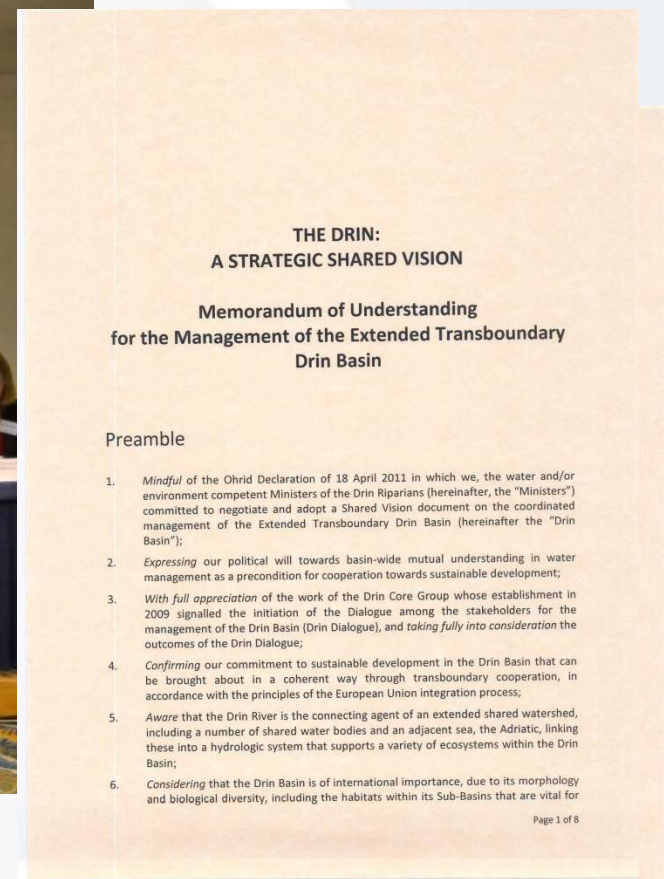 THE DRIN:
A STRATEGIC SHARED VISION
Memorandum of Understanding
for the Management of the Extended Transboundary
Drin Basin
Preamble
1. Mindful of the Ohrid Declaration of 18 April 2011 in which we, the water and/or
environment competent Ministers of the Drin Riparians (hereinafter, the “Ministers”)
committed to negotiate and adopt a Shared Vision document on the coordinated
management of the Extended Transboundary Drin Basin (hereinafter the “Drin
Basin”);
2. Expressing our political will towards basin-wide mutual understanding in water
management as a precondition for cooperation towards sustainable development;
3. With full appreciation of the work of the Drin Core Group whose establishment in
2009 signalled the initiation of the Dialogue among the stakeholders for the
management of the Drin Basin (Drin Dialogue), and taking fully into consideration the
outcomes of the Drin Dialogue;
4. Confirming our commitment to sustainable development in the Drin Basin that can
be brought about in a coherent way through transboundary cooperation, in
accordance with the principles of the European Union integration process;
5. Aware that the Drin River is the connecting agent of an extended shared watershed,
including a number of shared water bodies and an adjacent sea, the Adriatic, linking
these into a hydrologic system that supports a variety of ecosystems within the Drin
Basin;
6. Considering that the Drin Basin is of international importance, due to its morphology
and biological diversity, including the habitats within its Sub-Basins that are vital for
Page 1 of 8